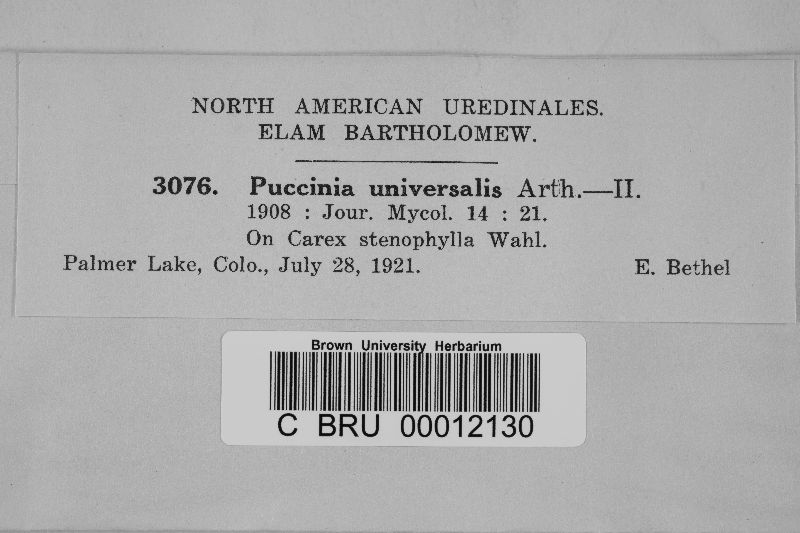 NORTH AMERICAN UREDINALES.
ELAM BARTHOLOMEW.
3076. Puccinia universalis Arth.—II.
1908 : Jour. Mycol. 14 : 21.
On Carex stenophylla Wahl.
Palmer Lake, Colo., July 28, 1921. E. Bethel
Brown University Herbarium
C BRU 00012130